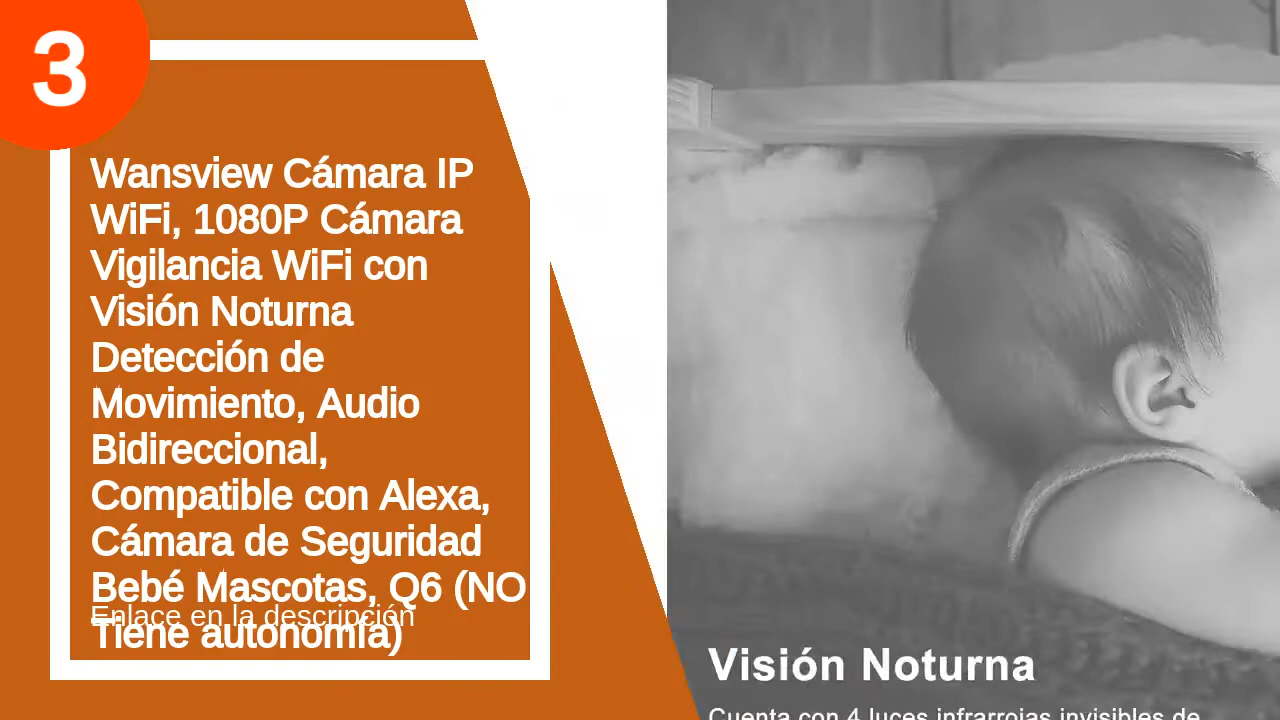 3
Wansview Cámara IP
WiFi, 1080P Cámara
Vigilancia WiFi con
Visión Noturna
Detección de
Movimiento, Audio
Bidireccional,
Compatible con Alexa,
Cámara de Seguridad
Bebé Mascotas, Q6 (NO
Enlace en la descripción
Tiene autonomía)
Visión Noturna
Cuenta con 4 luces infrarrojas invisibles de